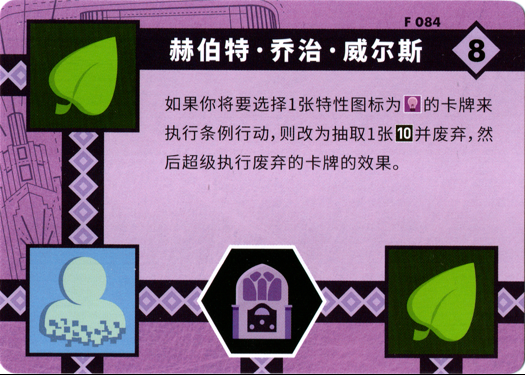 F 084
赫伯特·乔治·威尔斯
8
如果你将要选择1张特性图标为的卡牌来
执行条例行动,则改为抽取1张10并废弃,然
后超级执行废弃的卡牌的效果。